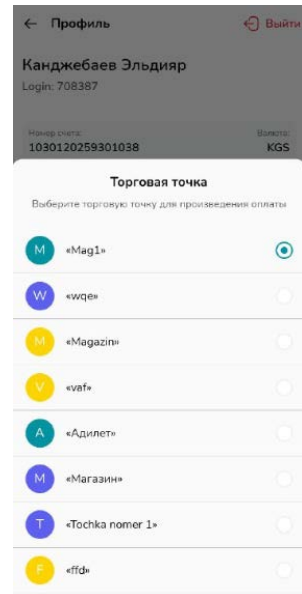 ← Профиль Выйти
Канджебаев Эльдияр
Login: 708387
Номер счета: Валюта:
1030120259301038 KGS
Торговая точка
Выберите торговую точку для произведения оплаты
M «Mag1»
W «wqe»
M «Magazin»
V «vaf»
А «Адилет»
М «Магазин»
T «Tochka nomer 1»
F «ffd»